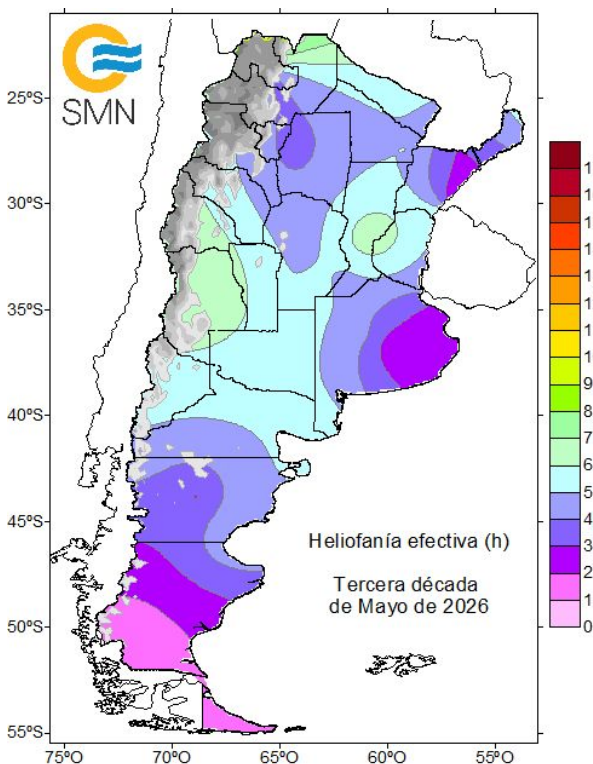 SMN
25ºS
30ºS
35ºS
40ºS
45ºS
50ºS
55ºS
75ºO
70ºO
65ºO
60ºO
55ºO
Heliofanía efectiva (h)
Tercera década
de Mayo de 2026
1
1
1
1
1
1
1
9
8
7
6
5
4
3
2
1
0